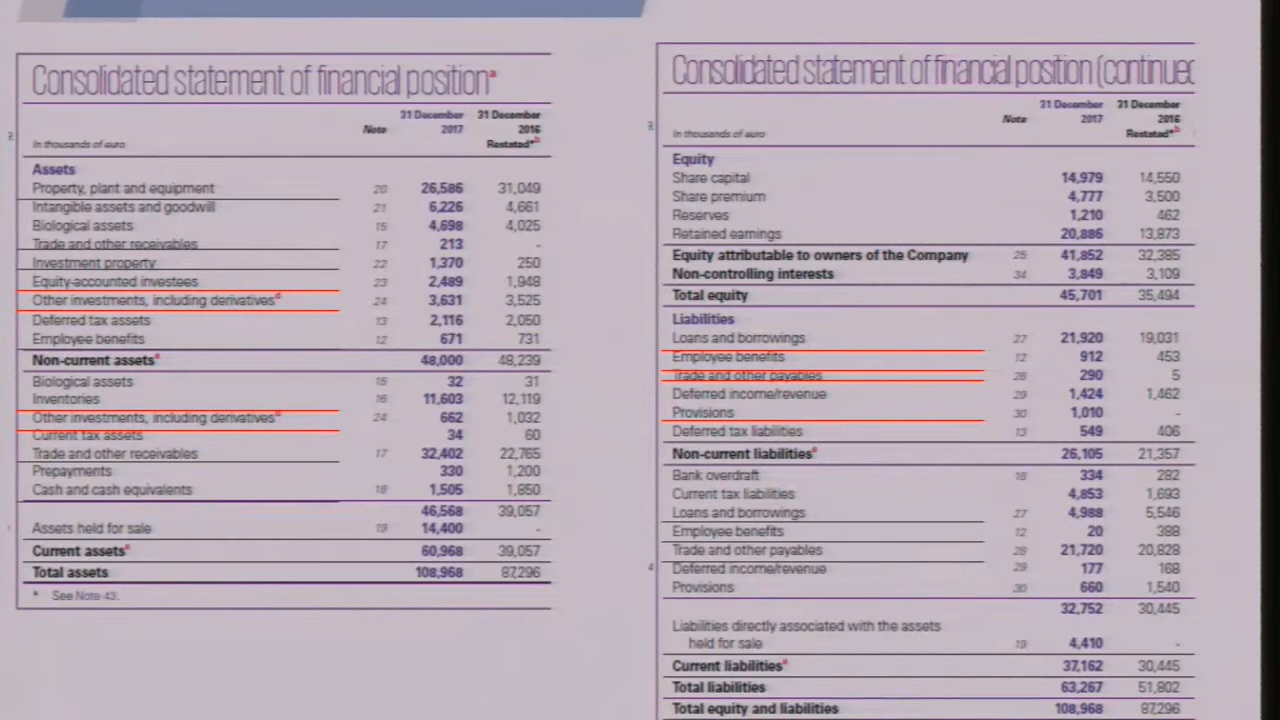 Consolidated statement of financial positionª
31 December 31 December
Note 2017 2016
In thousands of euro Restated*ᵇ
Assets
Property, plant and equipment 20 26,586 31,049
Intangible assets and goodwill 21 6,226 4,661
Biological assets 15 4,698 4,025
Trade and other receivables 17 213 -
Investment property 22 1,370 250
Equity-accounted investees 23 2,489 1,948
Other investments, including derivativesᵈ 24 3,631 3,525
Deferred tax assets 13 2,116 2,050
Employee benefits 12 671 731
Non-current assetsᵉ 48,000 48,239
Biological assets 15 32 31
Inventories 16 11,603 12,119
Other investments, including derivativesᵈ 24 662 1,032
Current tax assets 34 60
Trade and other receivables 17 32,402 22,765
Prepayments 330 1,200
Cash and cash equivalents 18 1,505 1,850
46,568 39,057
Assets held for sale 19 14,400 -
Current assetsᵉ 60,968 39,057
Total assets 108,968 87,296
* See Note 43.
Consolidated statement of financial position (continued
31 December 31 December
Note 2017 2016
In thousands of euro Restated*ᵇ
Equity
Share capital 14,979 14,550
Share premium 4,777 3,500
Reserves 1,210 462
Retained earnings 20,886 13,873
Equity attributable to owners of the Company 25 41,852 32,385
Non-controlling interests 34 3,849 3,109
Total equity 45,701 35,494
Liabilities
Loans and borrowings 27 21,920 19,031
Employee benefits 12 912 453
Trade and other payables 28 290 5
Deferred income/revenue 29 1,424 1,462
Provisions 30 1,010 -
Deferred tax liabilities 13 549 406
Non-current liabilitiesᵉ 26,105 21,357
Bank overdraft 18 334 282
Current tax liabilities 4,853 1,693
Loans and borrowings 27 4,988 5,546
Employee benefits 12 20 388
Trade and other payables 28 21,720 20,828
Deferred income/revenue 29 177 168
Provisions 30 660 1,540
32,752 30,445
Liabilities directly associated with the assets
held for sale 19 4,410 -
Current liabilitiesᵉ 37,162 30,445
Total liabilities 63,267 51,802
Total equity and liabilities 108,968 87,296